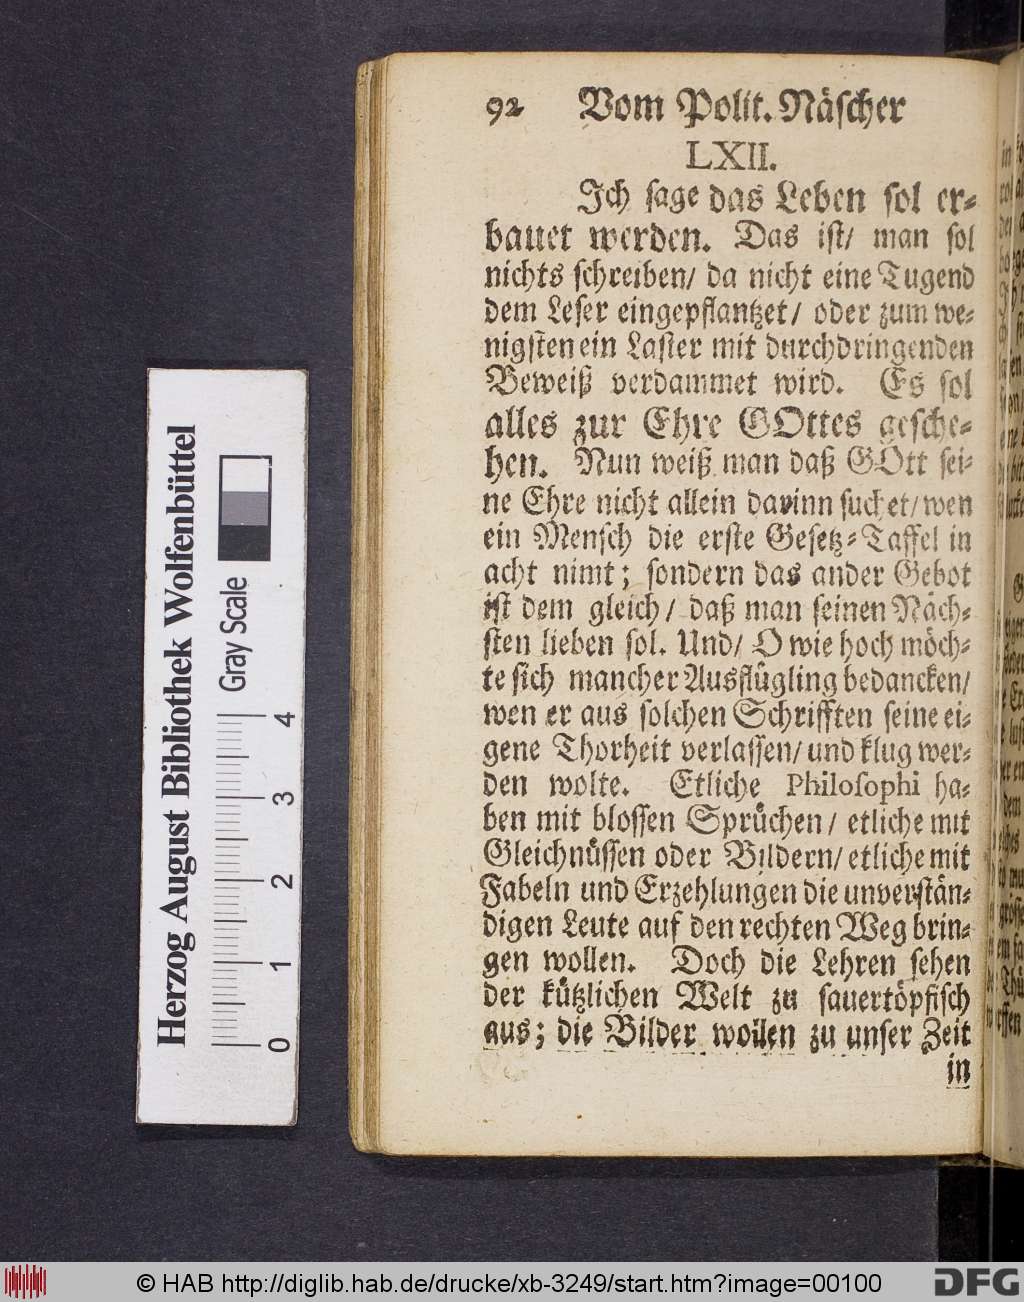 92 Vom Polit. Näscher
LXII.
Ich sage das Leben sol er-
bauet werden. Das ist/ man sol
nichts schreiben/ da nicht eine Tugend
dem Leser eingepflantzet/ oder zum we-
nigsten ein Laster mit durchdringenden
Beweiß verdammet wird. Es sol
alles zur Ehre GOttes gesche-
hen. Nun weiß man daß GOtt sei-
ne Ehre nicht allein darinn suchet/ wen
ein Mensch die erste Gesetz-Taffel in
acht nimt; sondern das ander Gebot
ist dem gleich/ daß man seinen Näch-
sten lieben sol. Und/ O wie hoch möch-
te sich mancher Ausflügling bedancken/
wen er aus solchen Schrifften seine ei-
gene Thorheit verlassen/ und klug wer-
den wolte. Etliche Philosophi ha-
ben mit blossen Sprüchen/ etliche mit
Gleichnüssen oder Bildern/ etliche mit
Fabeln und Erzehlungen die unverstän-
digen Leute auf den rechten Weg brin-
gen wollen. Doch die Lehren sehen
der kützlichen Welt zu sauertöpfisch
aus; die Bilder wollen zu unser Zeit
in
Herzog August Bibliothek Wolfenbüttel
Gray Scale
0 1 2 3 4
© HAB http://diglib.hab.de/drucke/xb-3249/start.htm?image=00100
DFG